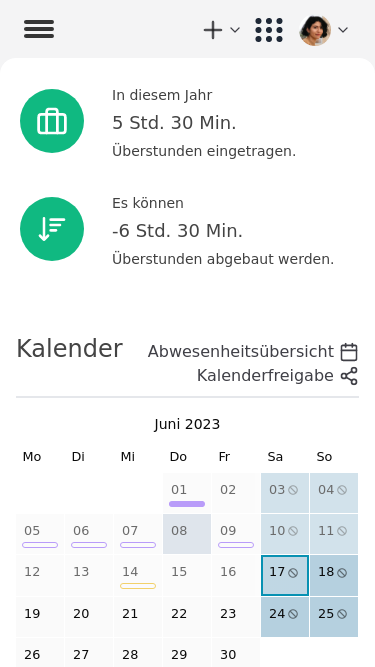 In diesem Jahr
5 Std. 30 Min.
Überstunden eingetragen.
Es können
-6 Std. 30 Min.
Überstunden abgebaut werden.
Kalender
Abwesenheitsübersicht
Kalenderfreigabe
Juni 2023
Mo Di Mi Do Fr Sa So
01 02 03 04
05 06 07 08 09 10 11
12 13 14 15 16 17 18
19 20 21 22 23 24 25
26 27 28 29 30